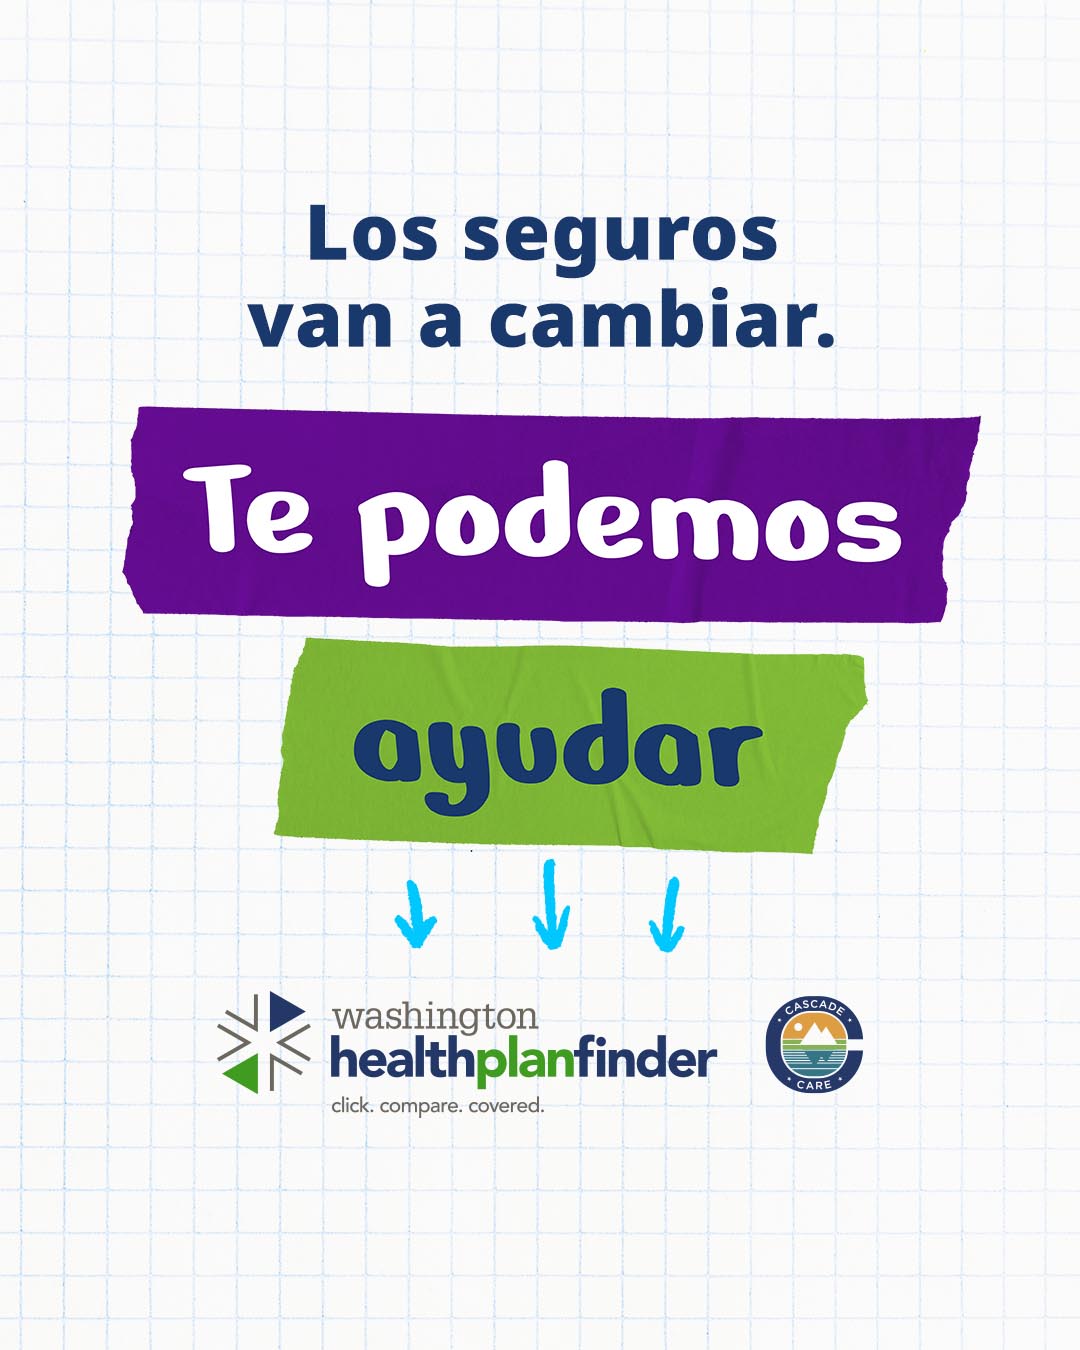 Los seguros
van a cambiar.
Te podemos
ayudar
washington
healthplanfinder
click. compare. covered.
CASCADE
CARE